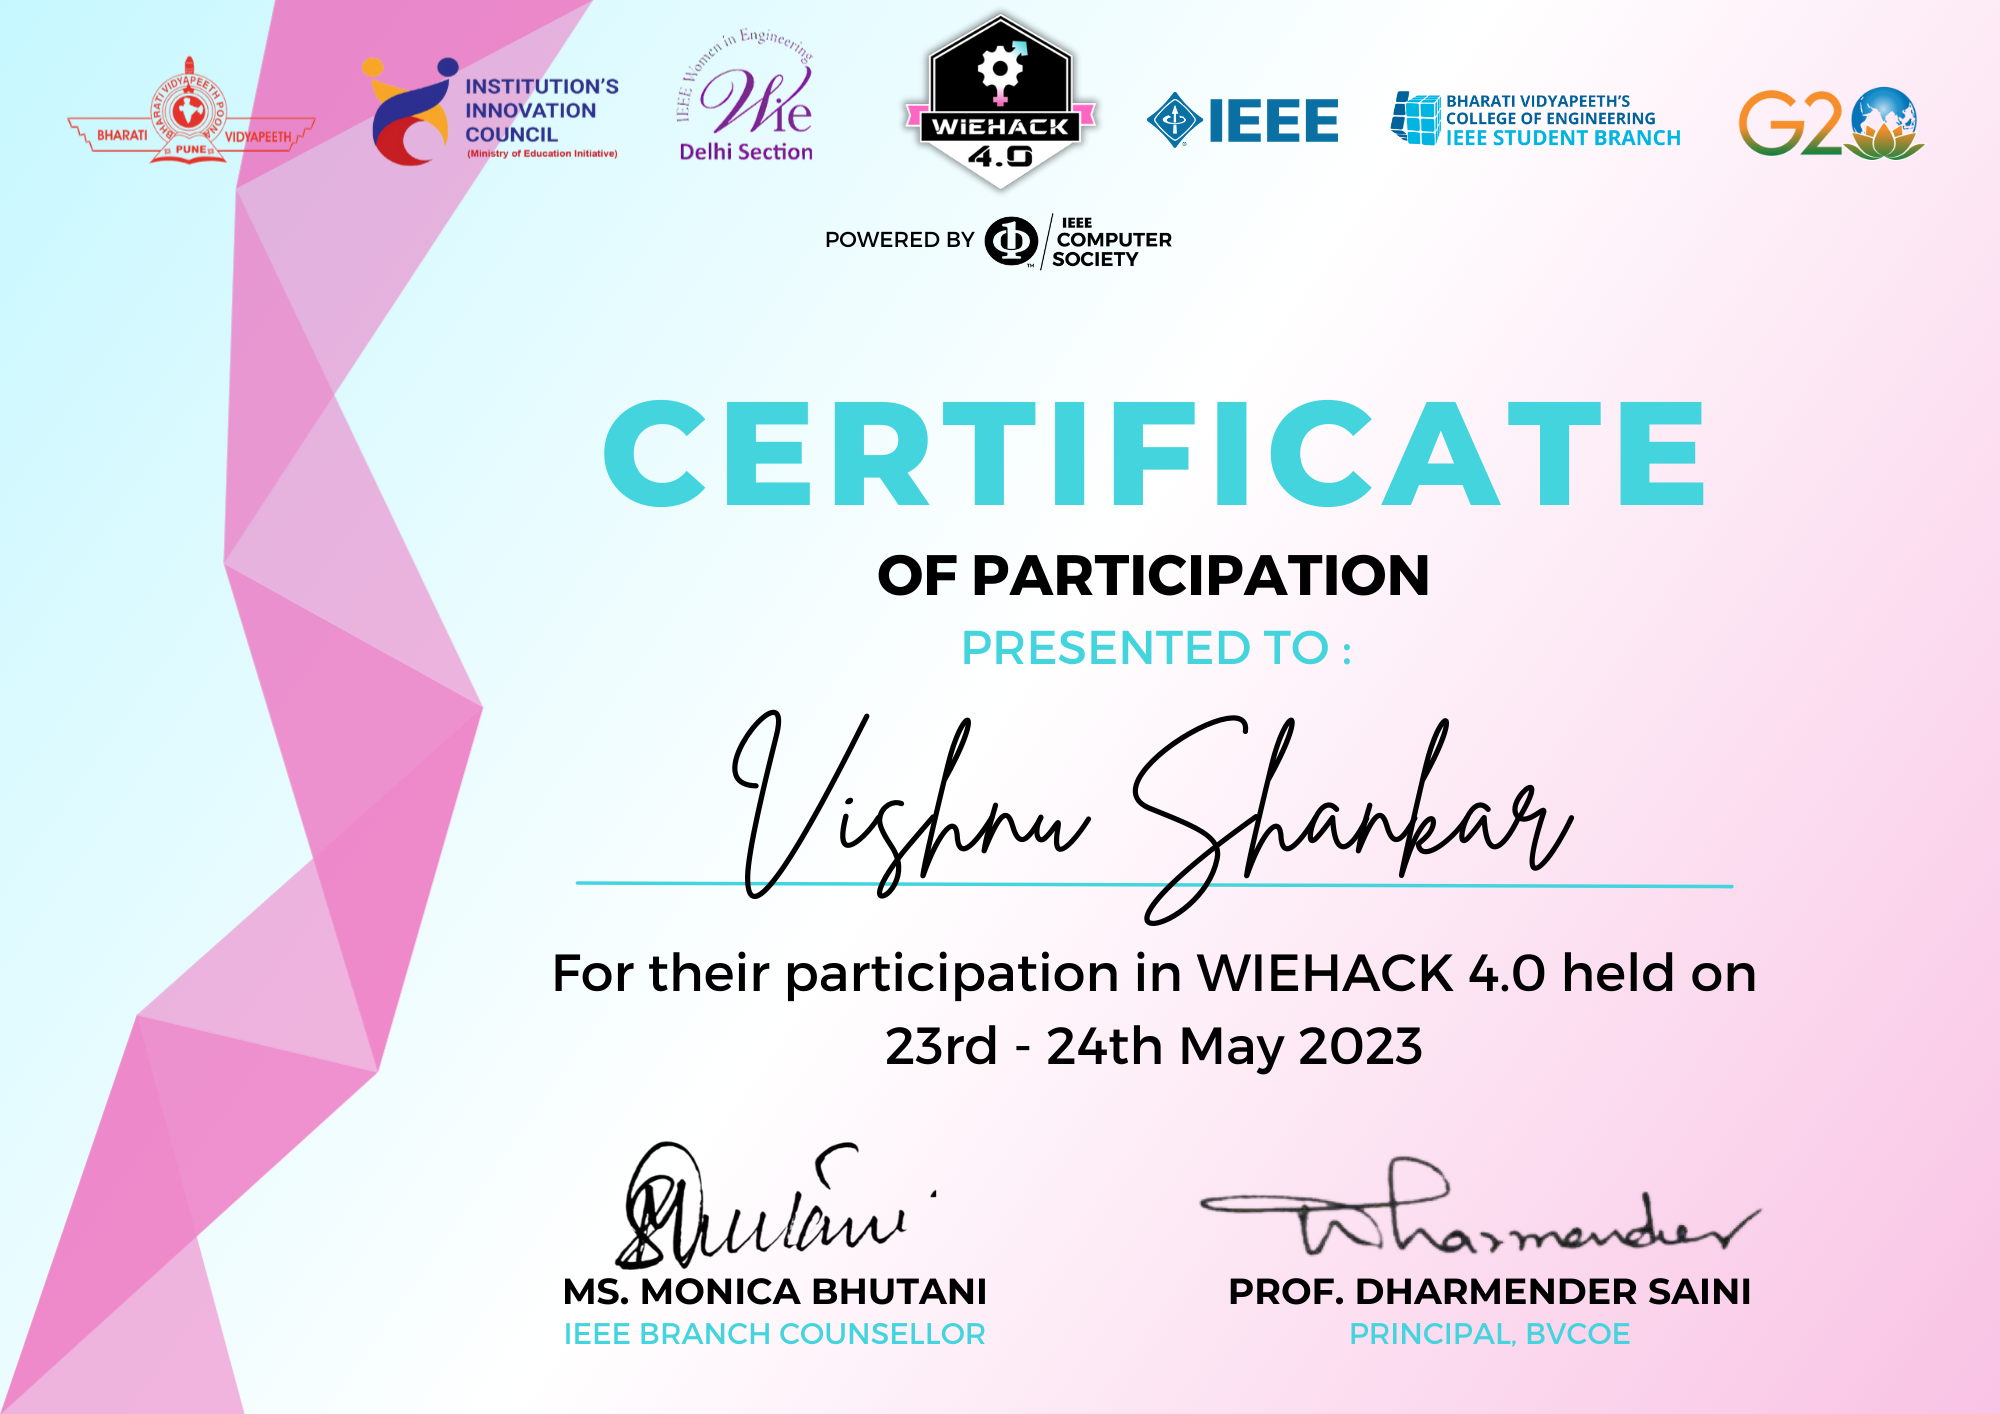 BHARATI VIDYAPEETH
BHARATI VIDYAPEETH POONA
PUNE
INSTITUTION'S
INNOVATION
COUNCIL
(Ministry of Education Initiative)
IEEE Women in Engineering
Wie
Delhi Section
WiEHACK
4.0
IEEE
BHARATI VIDYAPEETH'S
COLLEGE OF ENGINEERING
IEEE STUDENT BRANCH
G20
POWERED BY
IEEE
COMPUTER
SOCIETY
CERTIFICATE
OF PARTICIPATION
PRESENTED TO :
Vishnu Shankar
For their participation in WIEHACK 4.0 held on
23rd - 24th May 2023
Bhutani
Dharmender
MS. MONICA BHUTANI
IEEE BRANCH COUNSELLOR
PROF. DHARMENDER SAINI
PRINCIPAL, BVCOE